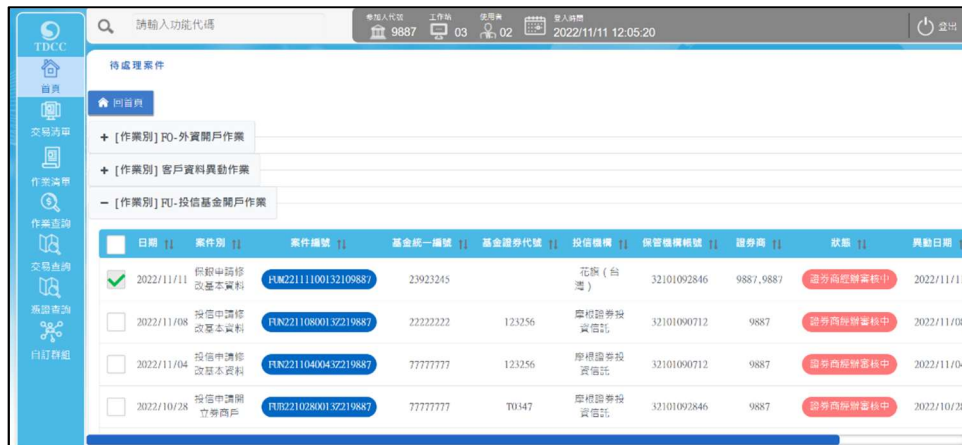 TDCC
請輸入功能代碼
參加人代號 9887
工作站 03
使用者 02
登入時間 2022/11/11 12:05:20
登出
首頁
交易清單
作業清單
作業查詢
交易查詢
帳證查詢
自訂群組
待處理案件
回首頁
+ [作業別] FO-外資開戶作業
+ [作業別] 客戶資料異動作業
− [作業別] FU-投信基金開戶作業
日期 案件別 案件編號 基金統一編號 基金證券代號 投信機構 保管機構帳號 證券商 狀態 異動日期
2022/11/11 保銀申請修改基本資料 FUM22111100132109887 23923245 花旗(台灣) 32101092846 9887,9887 證券商經辦審核中 2022/11/1
2022/11/08 投信申請修改基本資料 FUN2211080013Z219887 22222222 123256 摩根證券投資信託 32101090712 9887 證券商經辦審核中 2022/11/08
2022/11/04 投信申請修改基本資料 FUN2211040043Z219887 77777777 123256 摩根證券投資信託 32101090712 9887 證券商經辦審核中 2022/11/04
2022/10/28 投信申請開立券商戶 FUB2210280013Z219887 77777777 T0347 摩根證券投資信託 32101092846 9887 證券商經辦審核中 2022/10/28